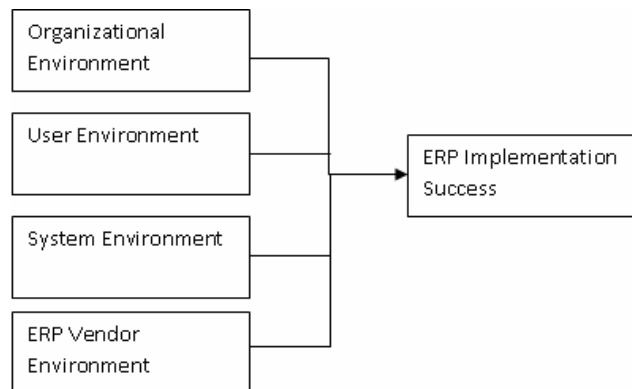 Organizational
Environment
User Environment
System Environment
ERP Vendor
Environment
ERP Implementation
Success